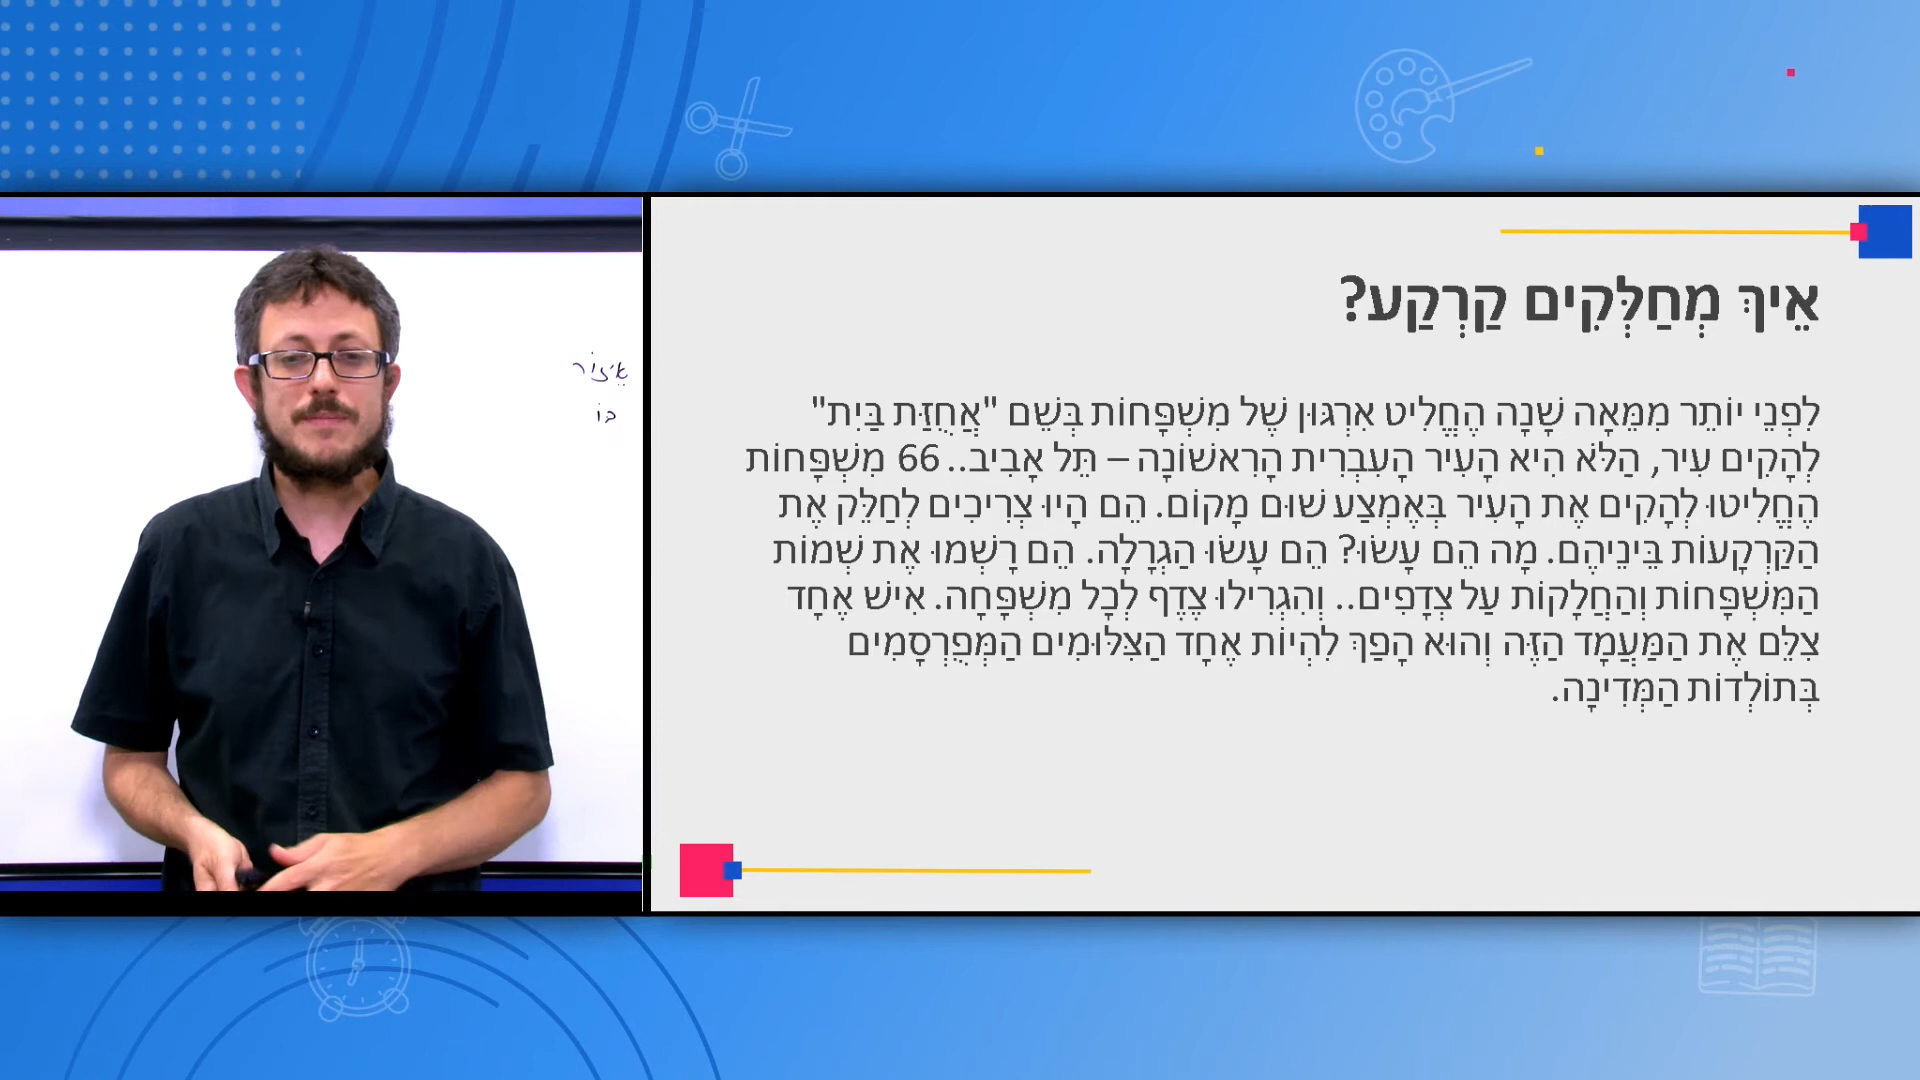 אֵיךְ מְחַלְּקִים קַרְקַע?
לִפְנֵי יוֹתֵר מִמֵּאָה שָׁנָה הֶחֱלִיט אִרְגּוּן שֶׁל מִשְׁפָּחוֹת בְּשֵׁם "אֲחֻזַּת בַּיִת"
לְהָקִים עִיר, הֲלֹא הִיא הָעִיר הָעִבְרִית הָרִאשׁוֹנָה – תֵּל אָבִיב.. 66 מִשְׁפָּחוֹת
הֶחֱלִיטוּ לְהָקִים אֶת הָעִיר בְּאֶמְצַע שׁוּם מָקוֹם. הֵם הָיוּ צְרִיכִים לְחַלֵּק אֶת
הַקַּרְקָעוֹת בֵּינֵיהֶם. מָה הֵם עָשׂוּ? הֵם עָשׂוּ הַגְרָלָה. הֵם רָשְׁמוּ אֶת שְׁמוֹת
הַמִּשְׁפָּחוֹת וְהַחֲלָקוֹת עַל צְדָפִים.. וְהִגְרִילוּ צֶדֶף לְכָל מִשְׁפָּחָה. אִישׁ אֶחָד
צִלֵּם אֶת הַמַּעֲמָד הַזֶּה וְהוּא הָפַךְ לִהְיוֹת אֶחָד הַצִּלּוּמִים הַמְּפֻרְסָמִים
בְּתוֹלְדוֹת הַמְּדִינָה.
אֵיזוֹר
בּוֹ